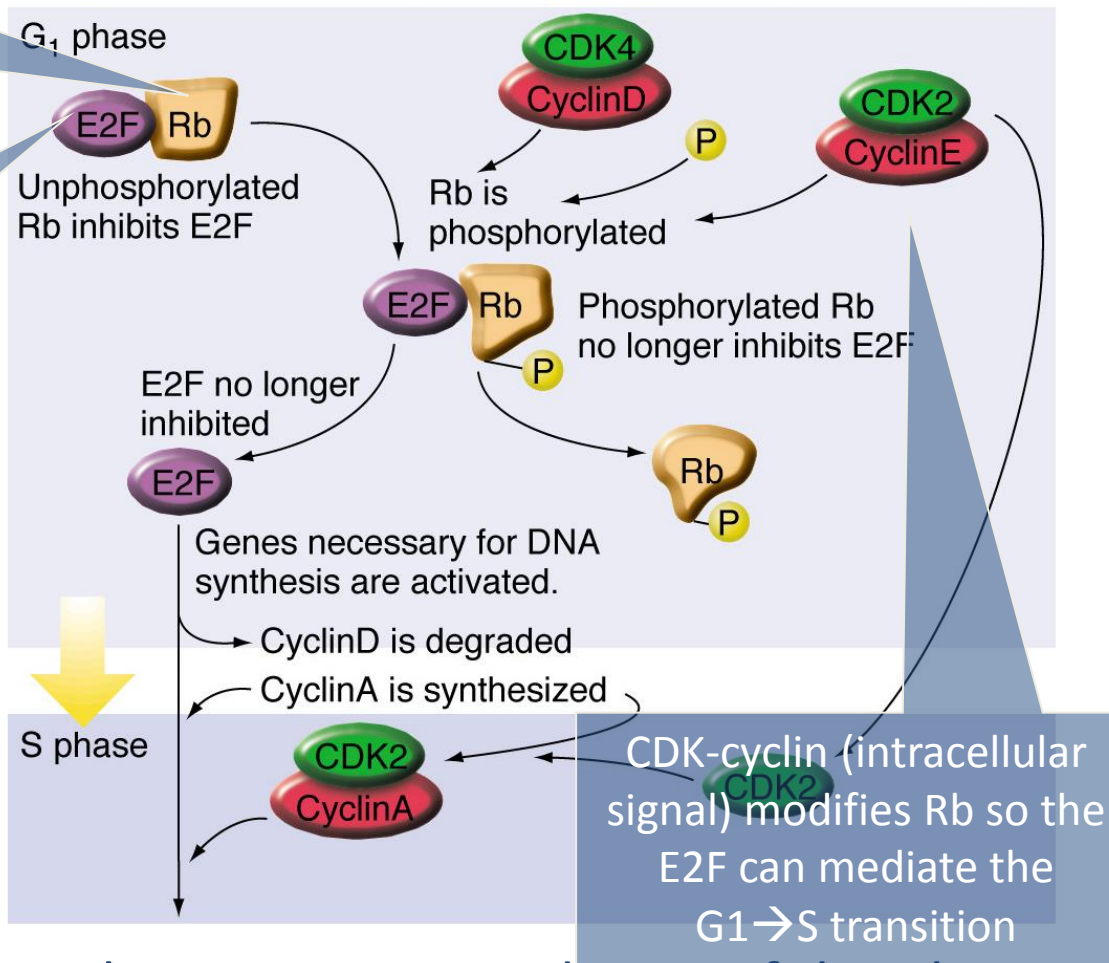 G₁ phase
E2F
Rb
Unphosphorylated
Rb inhibits E2F
CDK4
CyclinD
P
CDK2
CyclinE
Rb is
phosphorylated
E2F
Rb
P
Phosphorylated Rb
no longer inhibits E2F
E2F no longer
inhibited
E2F
Rb
P
Genes necessary for DNA
synthesis are activated.
CyclinD is degraded
CyclinA is synthesized
S phase
CDK2
CyclinA
CDK2
CDK-cyclin (intracellular
signal) modifies Rb so the
E2F can mediate the
G1→S transition